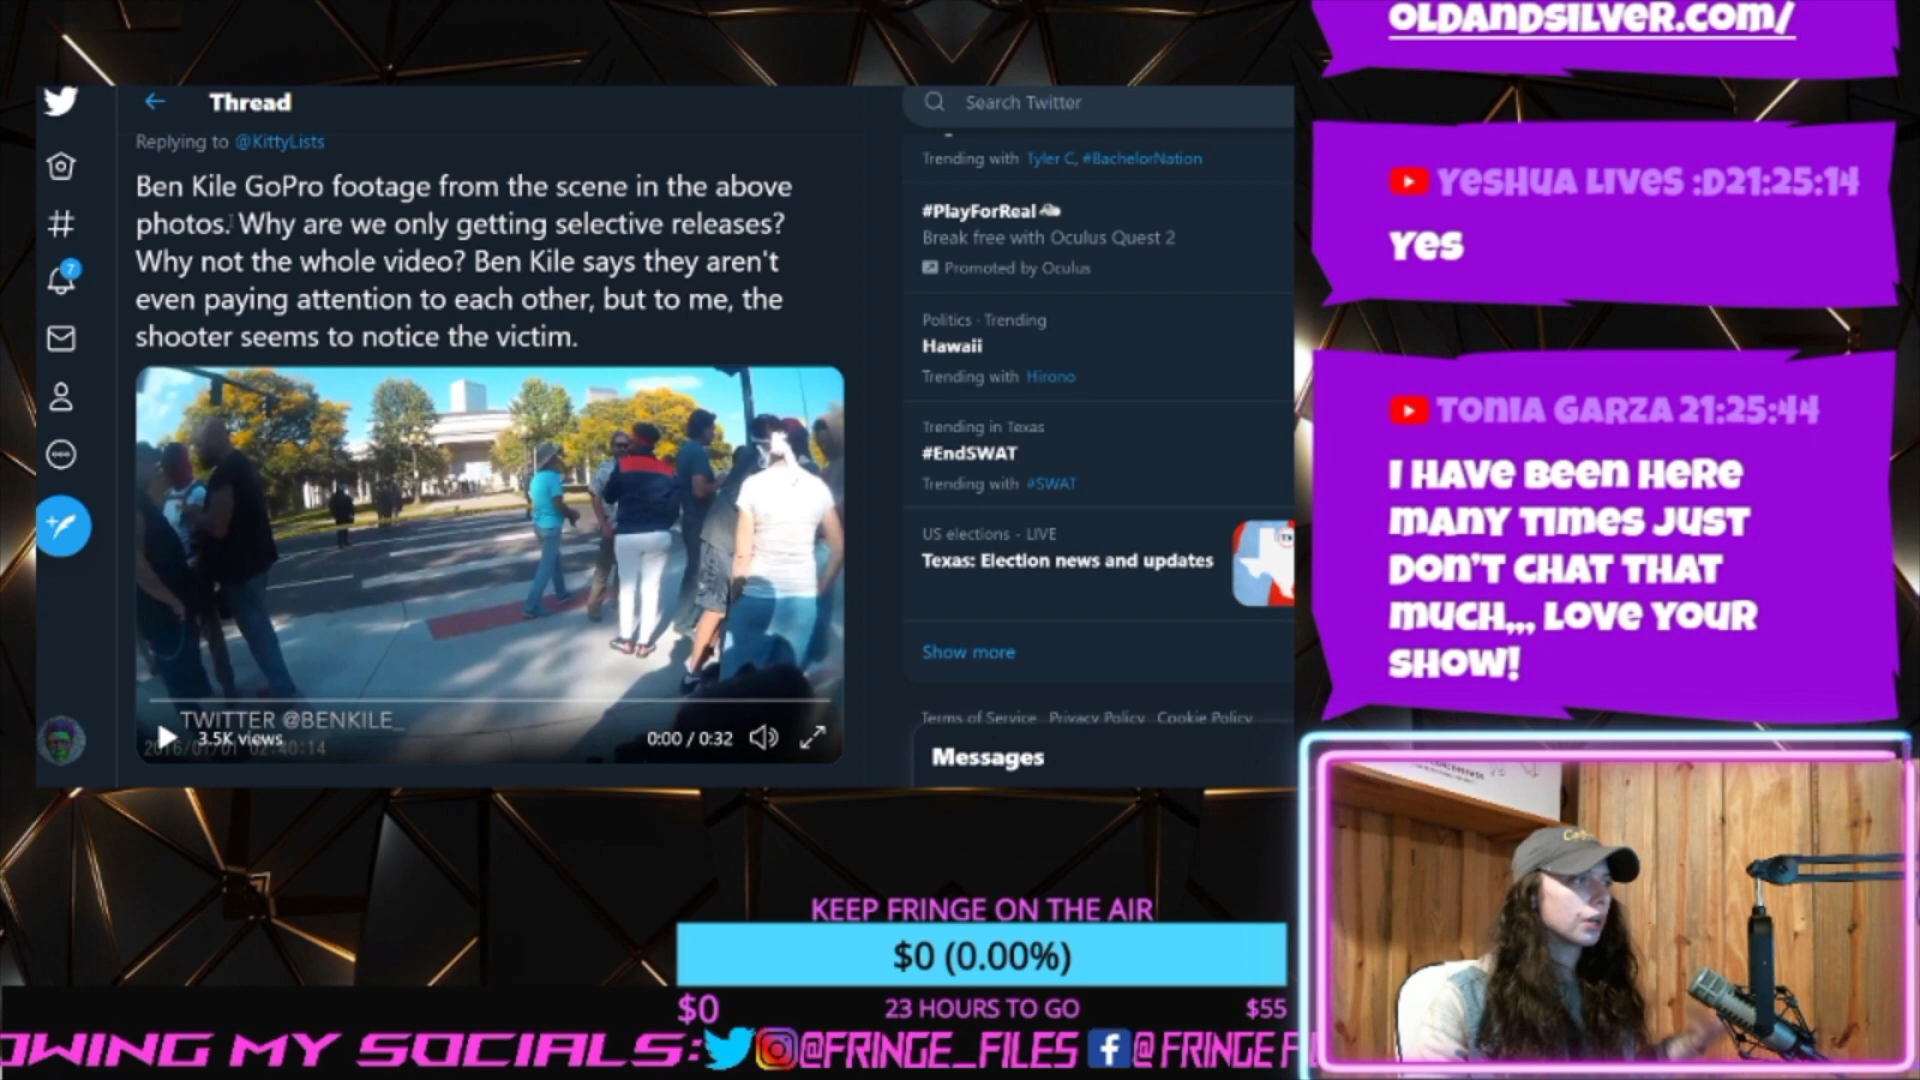 Thread
Replying to @KittyLists
Ben Kile GoPro footage from the scene in the above
photos. Why are we only getting selective releases?
Why not the whole video? Ben Kile says they aren't
even paying attention to each other, but to me, the
shooter seems to notice the victim.
7
TWITTER @BENKILE_
3.5K views
0:00 / 0:32
Search Twitter
Trending with Tyler C, #BachelorNation
#PlayForReal
Break free with Oculus Quest 2
Promoted by Oculus
Politics · Trending
Hawaii
Trending with Hirono
Trending in Texas
#EndSWAT
Trending with #SWAT
US elections · LIVE
Texas: Election news and updates
Show more
Terms of Service Privacy Policy Cookie Policy
Messages
OLDANDSILVER.COM/
YESHUA LIVES :D21:25:14
YES
TONIA GARZA 21:25:44
I HAVE BEEN HERE
MANY TIMES JUST
DON'T CHAT THAT
MUCH,,, LOVE YOUR
SHOW!
KEEP FRINGE ON THE AIR
$0 (0.00%)
$0 23 HOURS TO GO $55
OWING MY SOCIALS: @FRINGE_FILES @FRINGE F